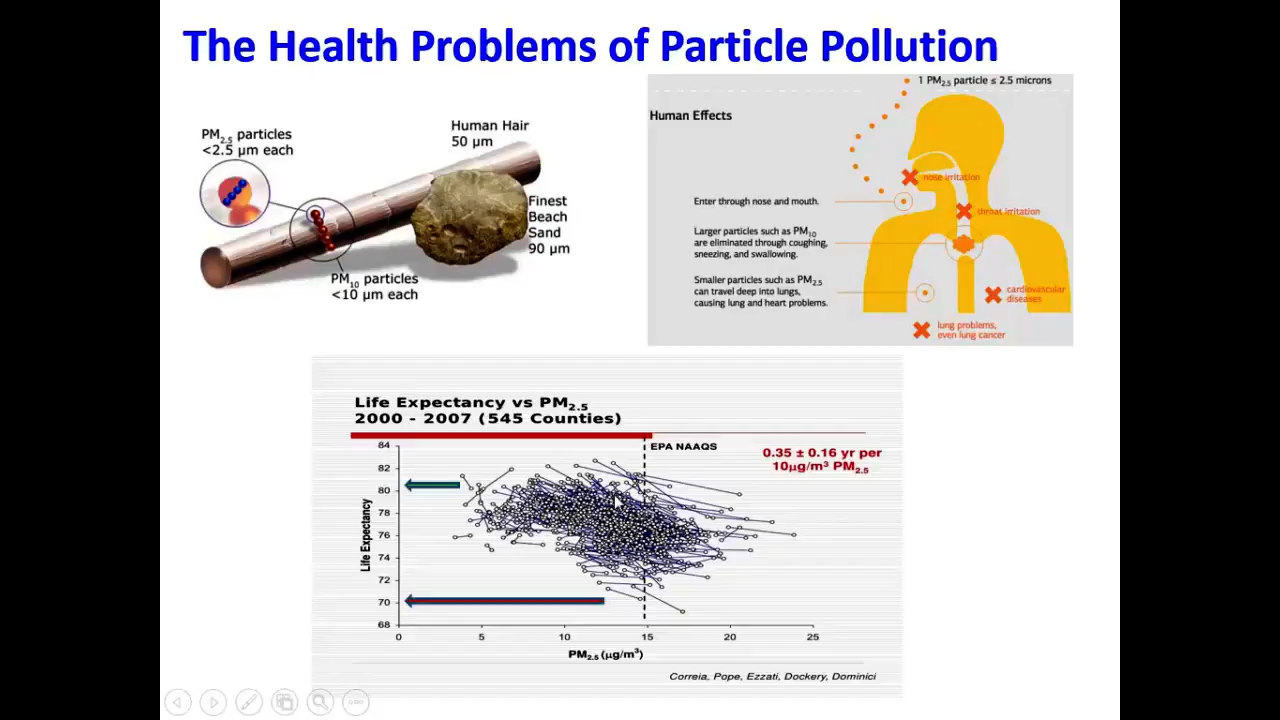 The Health Problems of Particle Pollution
PM2.5 particles
<2.5 µm each
Human Hair
50 µm
Finest
Beach
Sand
90 µm
PM10 particles
<10 µm each
1 PM2.5 particle ≤ 2.5 microns
Human Effects
nose irritation
Enter through nose and mouth.
throat irritation
Larger particles such as PM10
are eliminated through coughing,
sneezing, and swallowing.
Smaller particles such as PM2.5
can travel deep into lungs,
causing lung and heart problems.
cardiovascular
diseases
lung problems,
even lung cancer
Life Expectancy vs PM2.5
2000 - 2007 (545 Counties)
EPA NAAQS
0.35 ± 0.16 yr per
10µg/m³ PM2.5
Life Expectancy
84
82
80
78
76
74
72
70
68
0
5
10
15
20
25
PM2.5 (µg/m³)
Correia, Pope, Ezzati, Dockery, Dominici